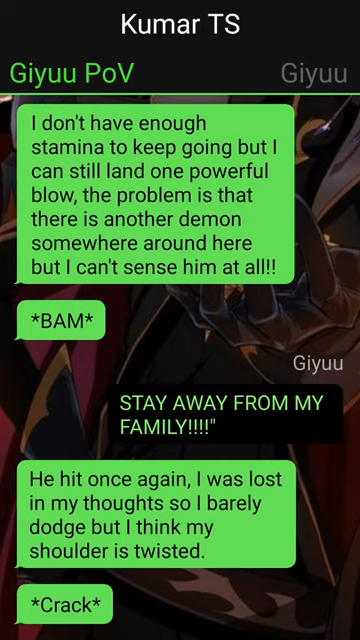 Kumar TS
Giyuu PoV
Giyuu
I don't have enough
stamina to keep going but I
can still land one powerful
blow, the problem is that
there is another demon
somewhere around here
but I can't sense him at all!!
*BAM*
Giyuu
STAY AWAY FROM MY
FAMILY!!!!"
He hit once again, I was lost
in my thoughts so I barely
dodge but I think my
shoulder is twisted.
*Crack*